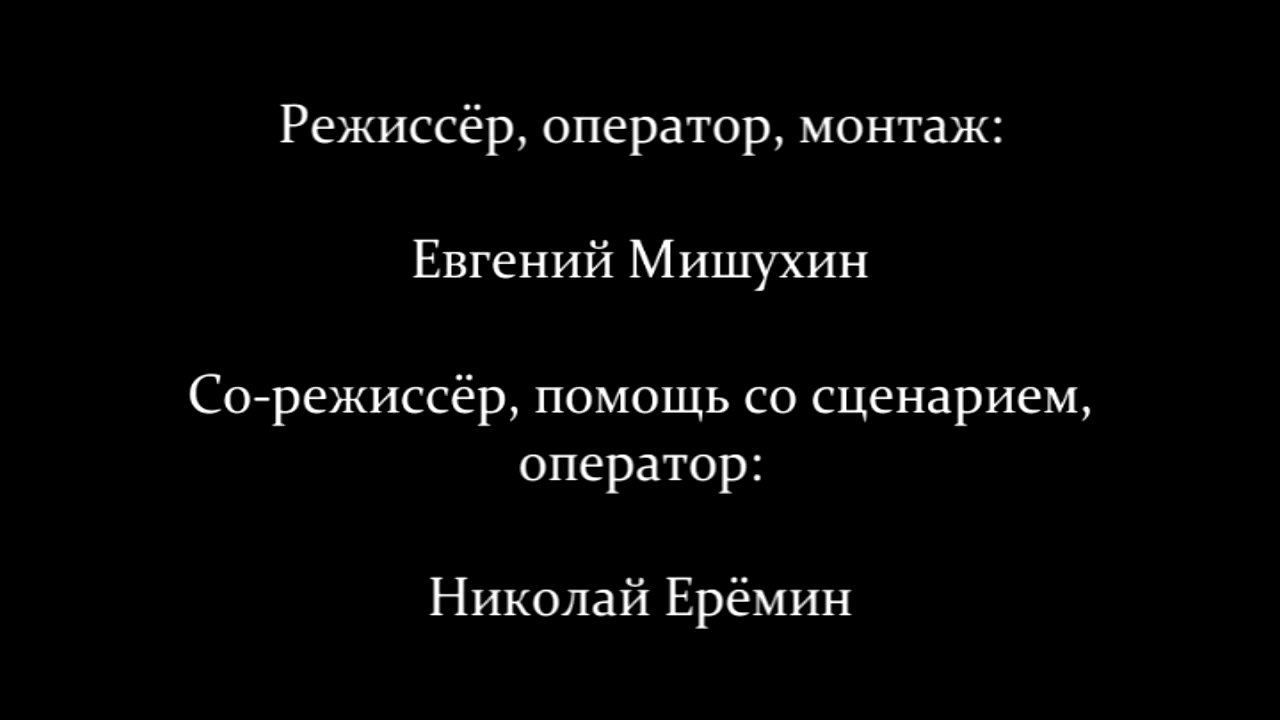 Режиссёр, оператор, монтаж:
Евгений Мишухин
Со-режиссёр, помощь со сценарием,
оператор:
Николай Ерёмин